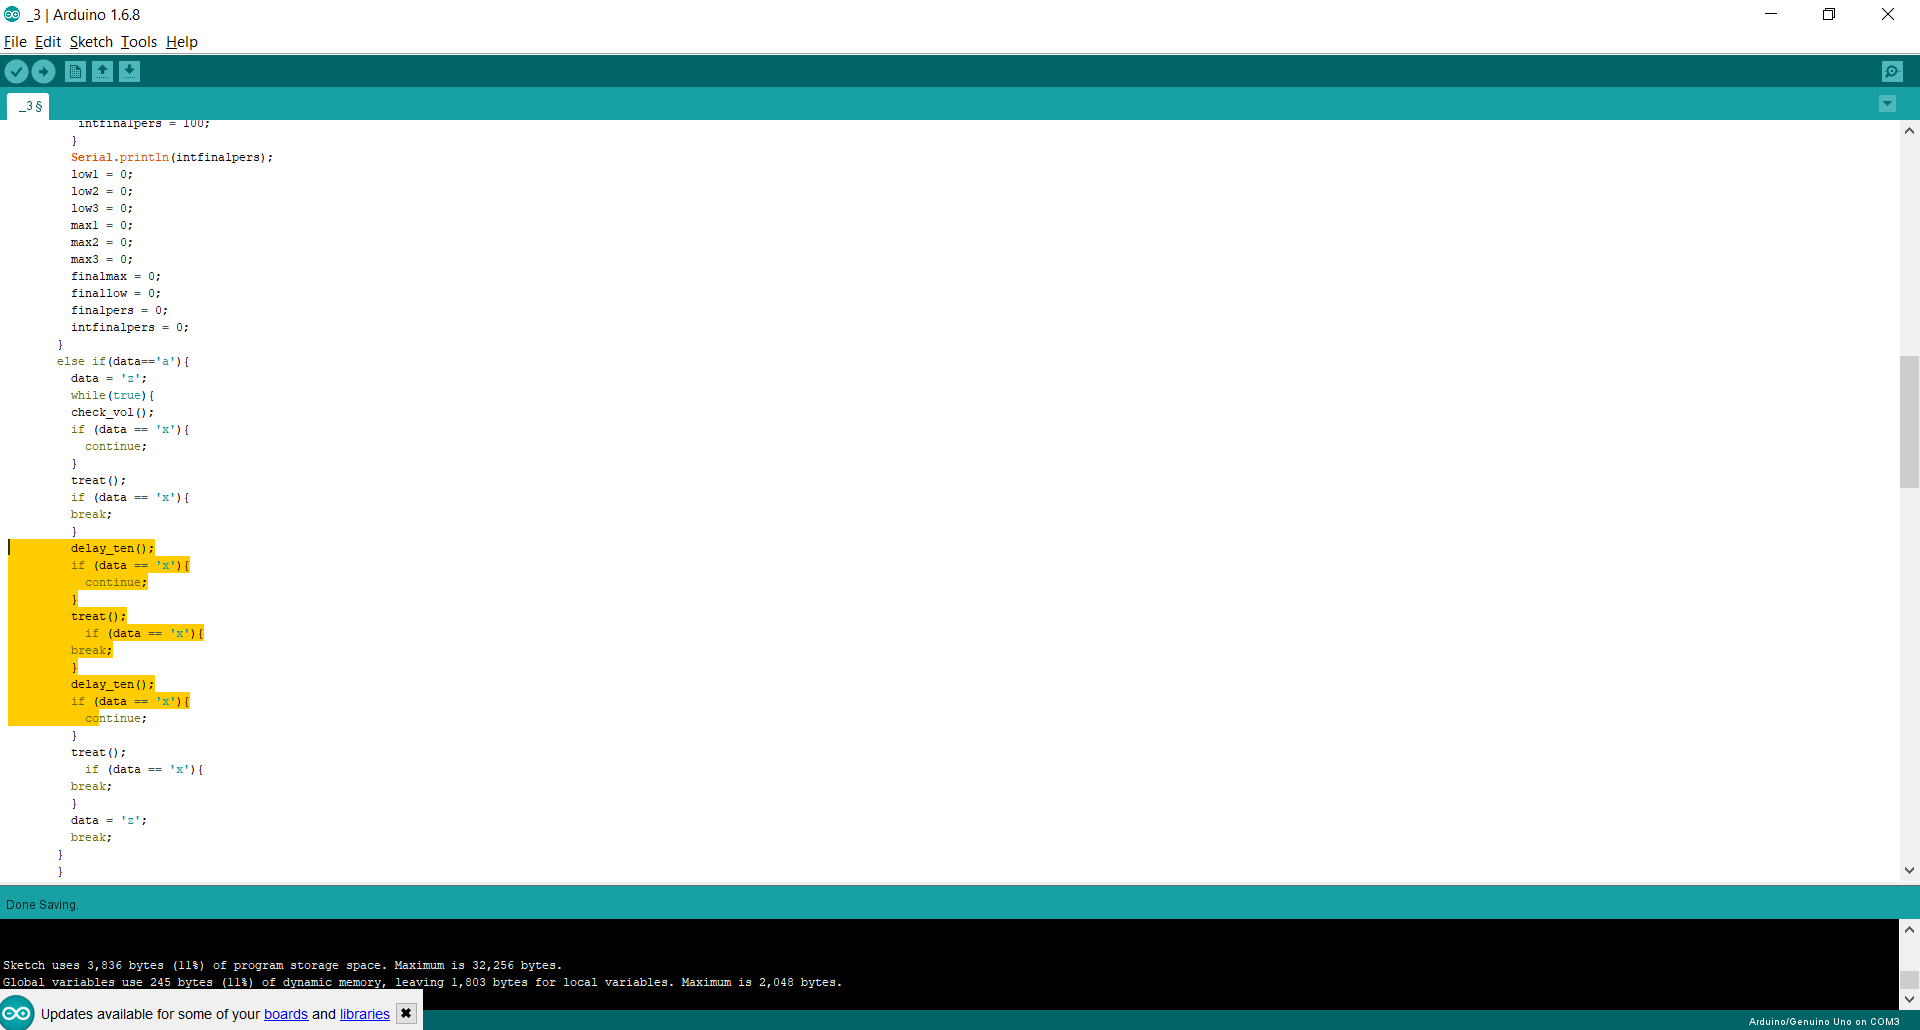 _3 | Arduino 1.6.8
File Edit Sketch Tools Help
_3 §
intfinalpers = 100;
}
Serial.println(intfinalpers);
low1 = 0;
low2 = 0;
low3 = 0;
max1 = 0;
max2 = 0;
max3 = 0;
finalmax = 0;
finallow = 0;
finalpers = 0;
intfinalpers = 0;
}
else if(data=='a'){
data = 'z';
while(true){
check_vol();
if (data == 'x'){
continue;
}
treat();
if (data == 'x'){
break;
}
delay_ten();
if (data == 'x'){
continue;
}
treat();
if (data == 'x'){
break;
}
delay_ten();
if (data == 'x'){
continue;
}
treat();
if (data == 'x'){
break;
}
data = 'z';
break;
}
}
Done Saving.
Sketch uses 3,836 bytes (11%) of program storage space. Maximum is 32,256 bytes.
Global variables use 245 bytes (11%) of dynamic memory, leaving 1,803 bytes for local variables. Maximum is 2,048 bytes.
Updates available for some of your boards and libraries
Arduino/Genuino Uno on COM3